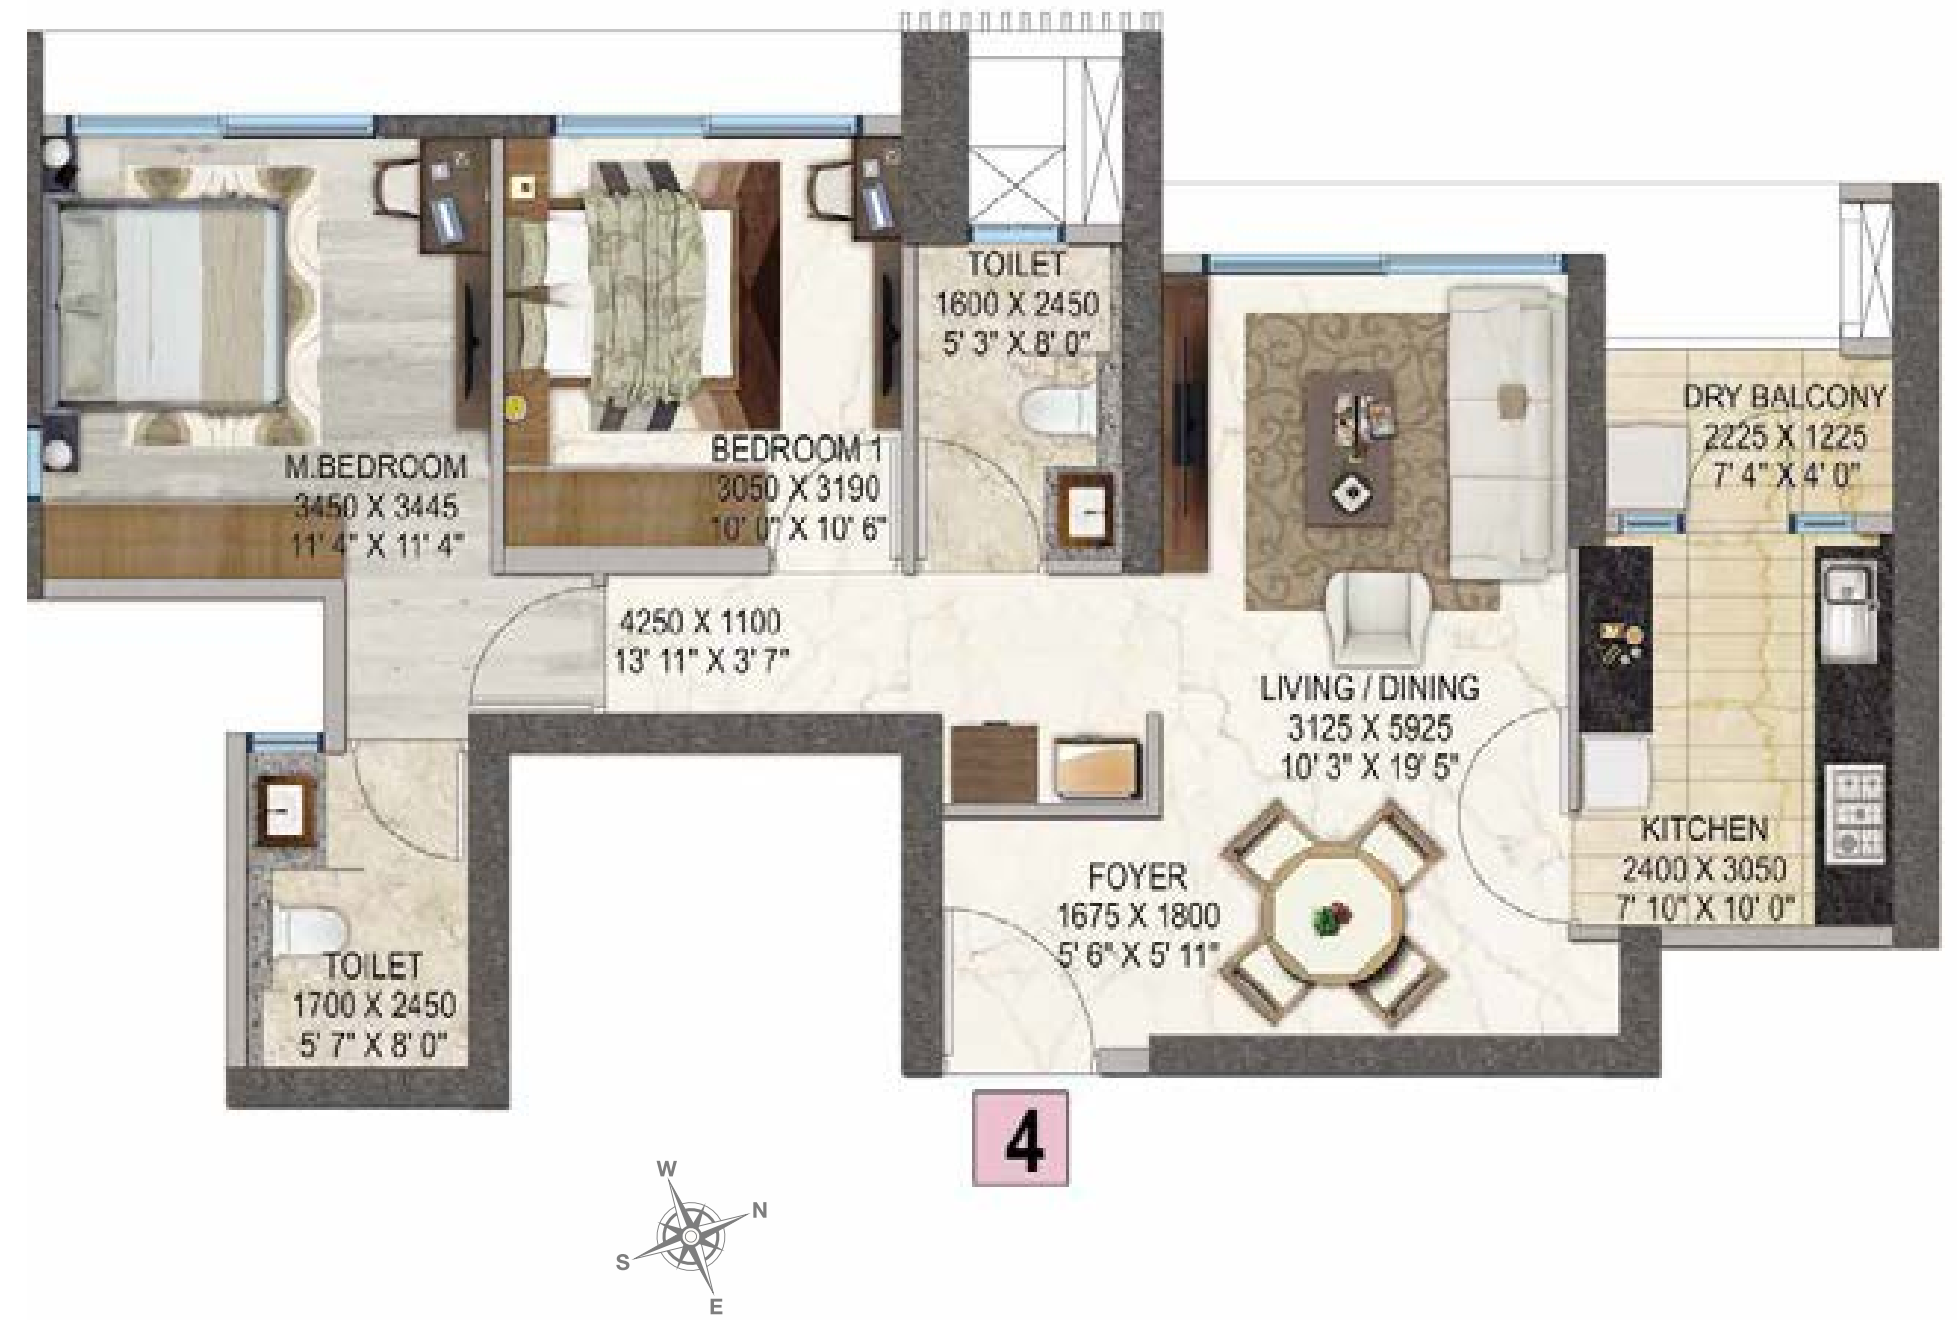 TOILET
1600 X 2450
5' 3" X 8' 0"
DRY BALCONY
2225 X 1225
7' 4" X 4' 0"
M.BEDROOM
3450 X 3445
11' 4" X 11' 4"
BEDROOM 1
3050 X 3190
10' 0" X 10' 6"
4250 X 1100
13' 11" X 3' 7"
LIVING / DINING
3125 X 5925
10' 3" X 19' 5"
KITCHEN
2400 X 3050
7' 10" X 10' 0"
FOYER
1675 X 1800
5' 6" X 5' 11"
TOILET
1700 X 2450
5' 7" X 8' 0"
4
W
N
S
E